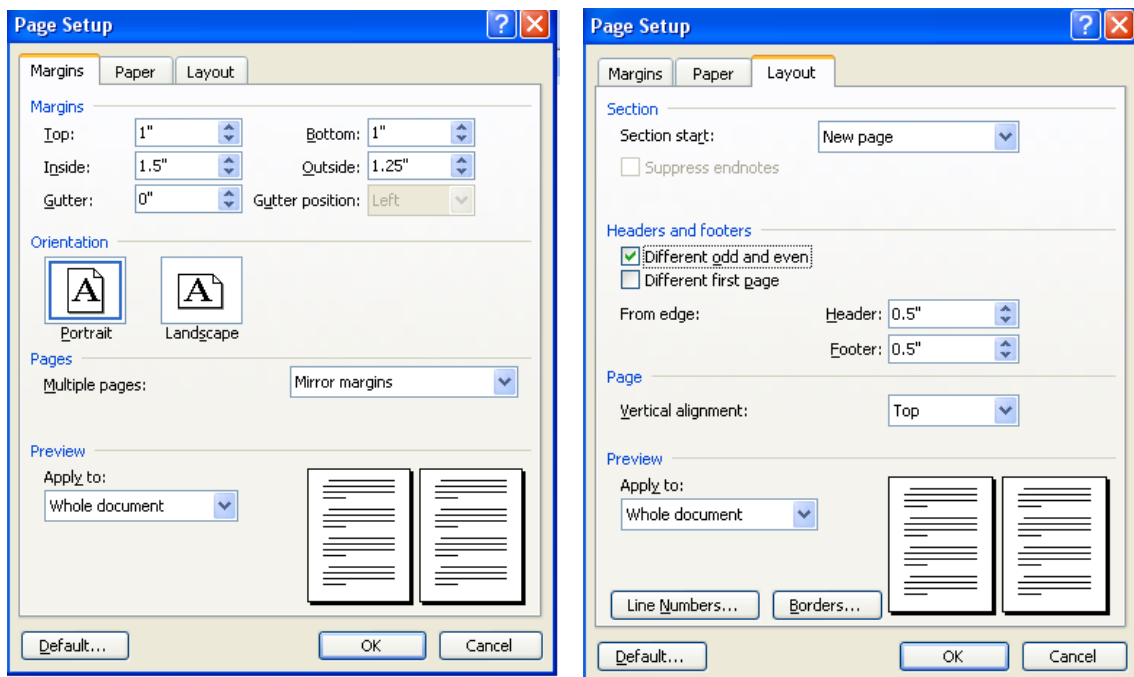 Page Setup
Margins Paper Layout
Margins
Top: 1" Bottom: 1"
Inside: 1.5" Outside: 1.25"
Gutter: 0" Gutter position: Left
Orientation
A A
Portrait Landscape
Pages
Multiple pages: Mirror margins
Preview
Apply to:
Whole document
Default... OK Cancel
Page Setup
Margins Paper Layout
Section
Section start: New page
Suppress endnotes
Headers and footers
Different odd and even
Different first page
From edge: Header: 0.5"
Footer: 0.5"
Page
Vertical alignment: Top
Preview
Apply to:
Whole document
Line Numbers... Borders...
Default... OK Cancel